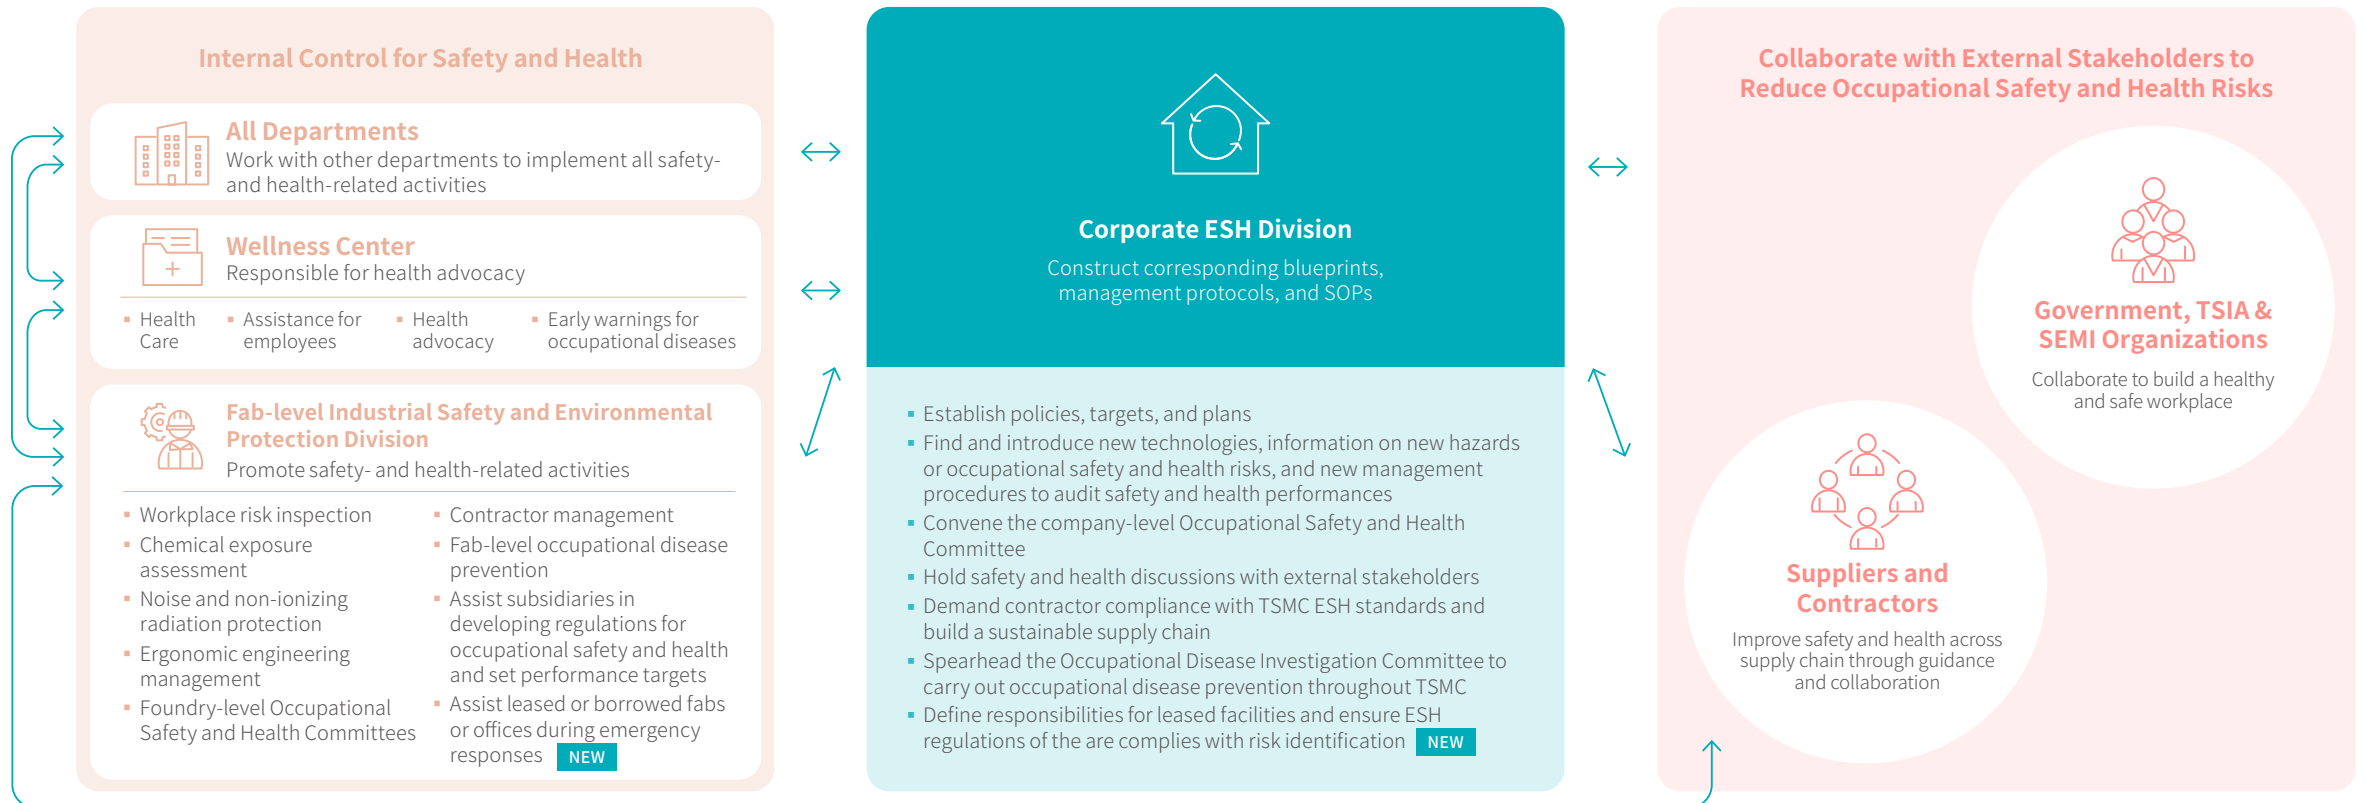 Internal Control for Safety and Health
All Departments
Work with other departments to implement all safety-
and health-related activities
Wellness Center
Responsible for health advocacy
▪ Health
Care
▪ Assistance for
employees
▪ Health
advocacy
▪ Early warnings for
occupational diseases
Fab-level Industrial Safety and Environmental
Protection Division
Promote safety- and health-related activities
▪ Workplace risk inspection
▪ Chemical exposure
assessment
▪ Noise and non-ionizing
radiation protection
▪ Ergonomic engineering
management
▪ Foundry-level Occupational
Safety and Health Committees
▪ Contractor management
▪ Fab-level occupational disease
prevention
▪ Assist subsidiaries in
developing regulations for
occupational safety and health
and set performance targets
▪ Assist leased or borrowed fabs
or offices during emergency
responses NEW
Corporate ESH Division
Construct corresponding blueprints,
management protocols, and SOPs
▪ Establish policies, targets, and plans
▪ Find and introduce new technologies, information on new hazards
or occupational safety and health risks, and new management
procedures to audit safety and health performances
▪ Convene the company-level Occupational Safety and Health
Committee
▪ Hold safety and health discussions with external stakeholders
▪ Demand contractor compliance with TSMC ESH standards and
build a sustainable supply chain
▪ Spearhead the Occupational Disease Investigation Committee to
carry out occupational disease prevention throughout TSMC
▪ Define responsibilities for leased facilities and ensure ESH
regulations of the are complies with risk identification NEW
Collaborate with External Stakeholders to
Reduce Occupational Safety and Health Risks
Government, TSIA &
SEMI Organizations
Collaborate to build a healthy
and safe workplace
Suppliers and
Contractors
Improve safety and health across
supply chain through guidance
and collaboration